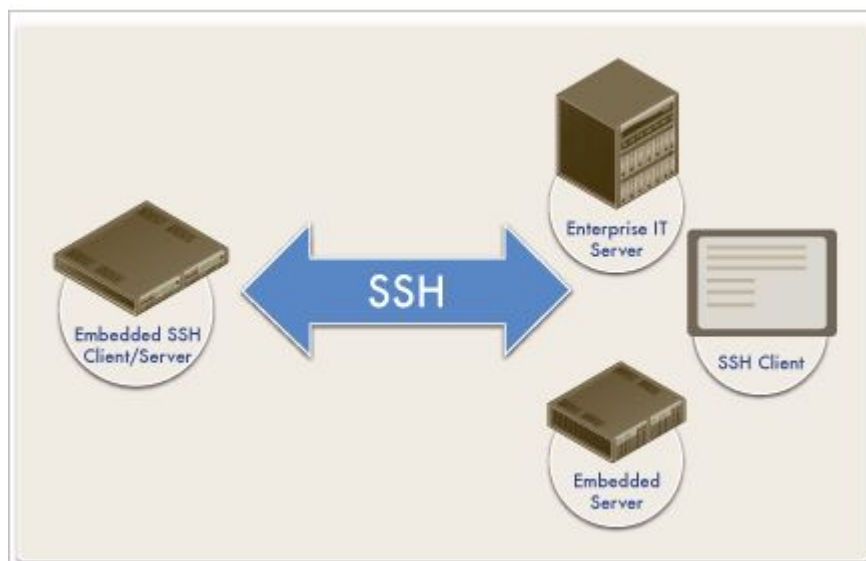 Enterprise IT
Server
SSH
Embedded SSH
Client/Server
SSH Client
Embedded
Server